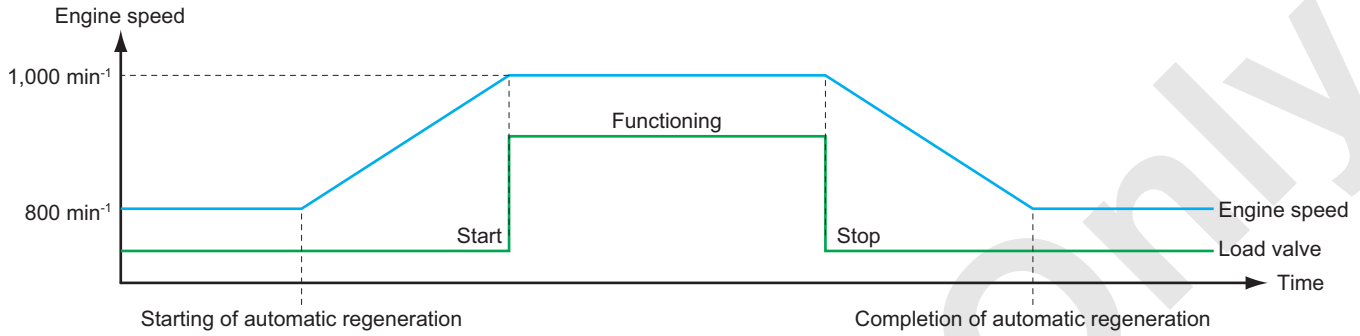 Engine speed
1,000 min-1
Functioning
800 min-1
Engine speed
Start
Stop
Load valve
Time
Starting of automatic regeneration
Completion of automatic regeneration
Only